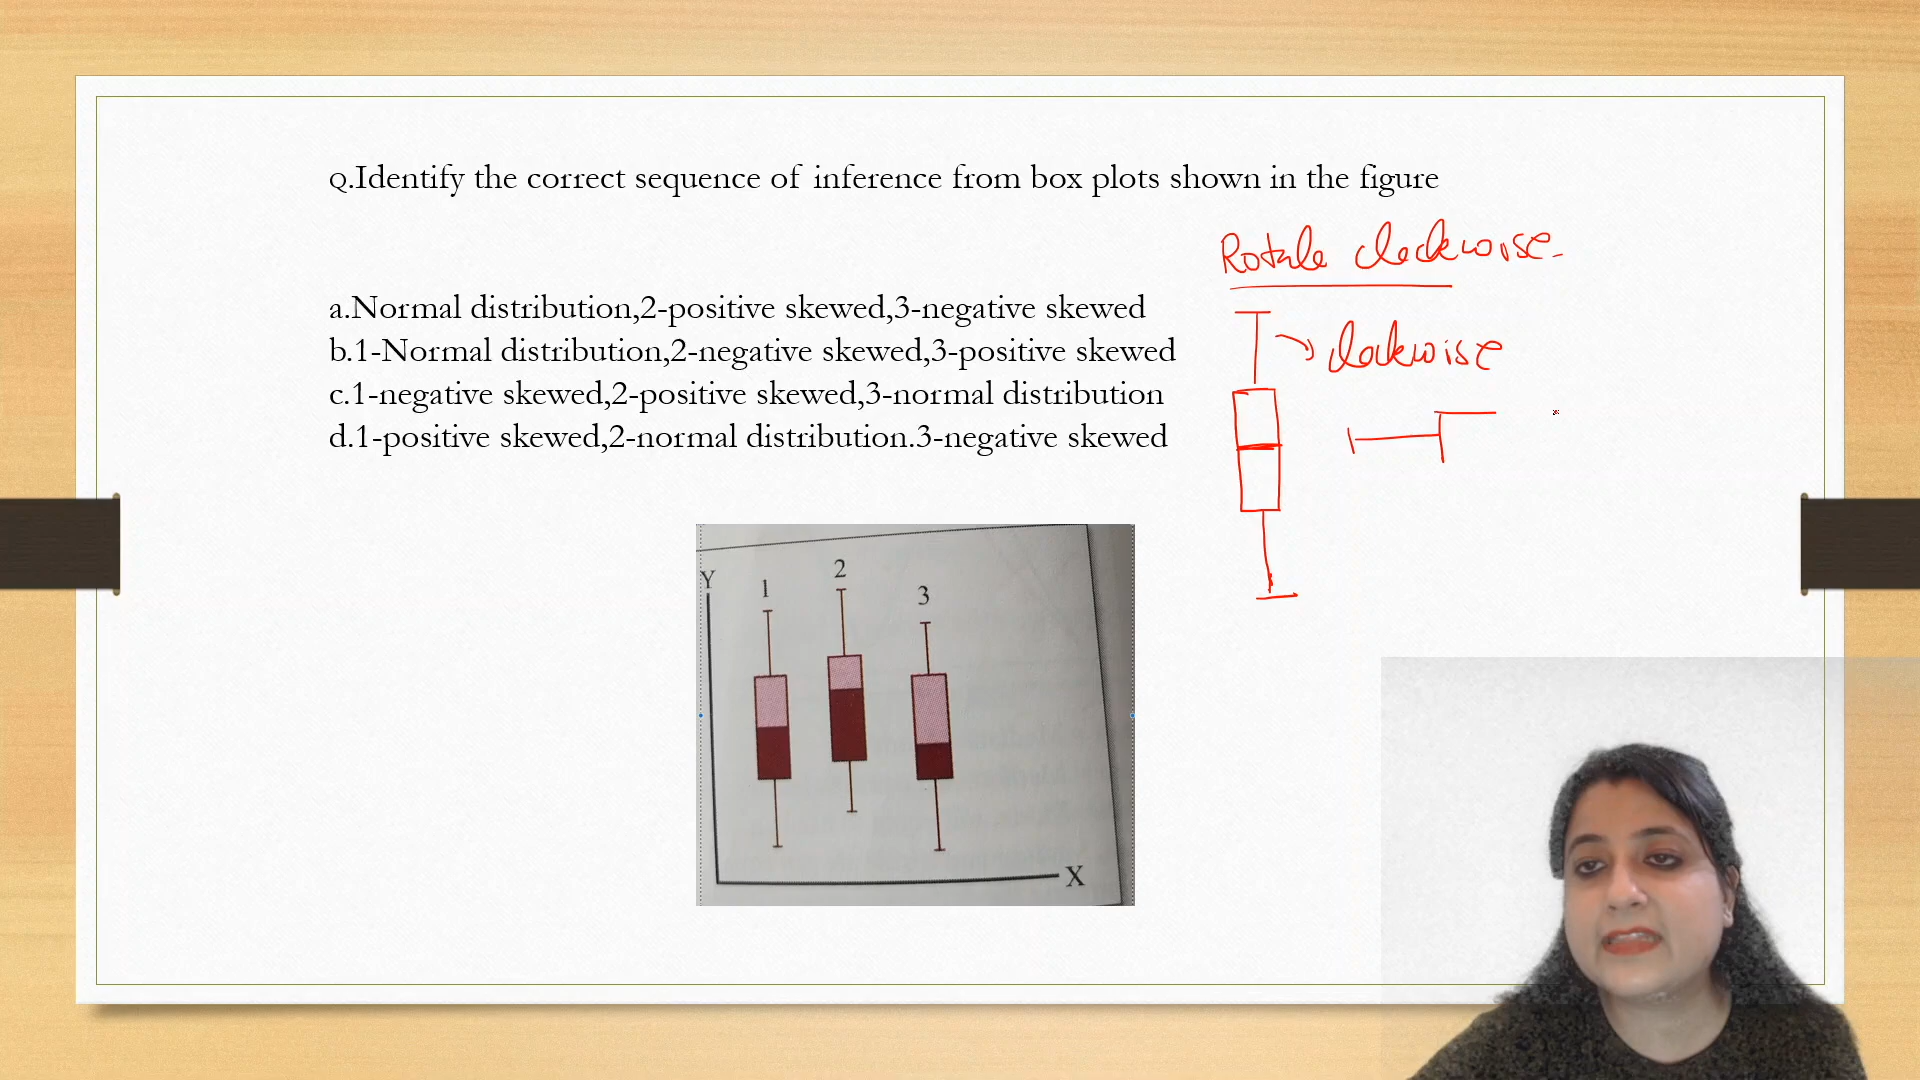 Q.Identify the correct sequence of inference from box plots shown in the figure
Rotate clockwise.
a.Normal distribution,2-positive skewed,3-negative skewed
b.1-Normal distribution,2-negative skewed,3-positive skewed
c.1-negative skewed,2-positive skewed,3-normal distribution
d.1-positive skewed,2-normal distribution.3-negative skewed
clockwise
Y
1
2
3
X